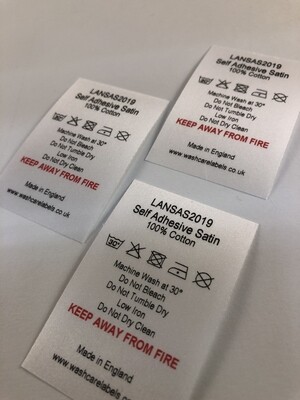 LANSAS2019
Self Adhesive Satin
100% Cotton
Machine Wash at 30°
Do Not Bleach
Do Not Tumble Dry
Low Iron
Do Not Dry Clean
KEEP AWAY FROM FIRE
Made in England
www.washcarelabels.co.uk
LANSAS2019
Self Adhesive Satin
100% Cotton
Machine Wash at 30°
Do Not Bleach
Do Not Tumble Dry
Low Iron
Do Not Dry Clean
KEEP AWAY FROM FIRE
Made in England
www.washcarelabels.co.uk
LANSAS2019
Self Adhesive Satin
100% Cotton
30°
Machine Wash at 30°
Do Not Bleach
Do Not Tumble Dry
Low Iron
Do Not Dry Clean
KEEP AWAY FROM FIRE
Made in England
www.washcarelabels.co.uk